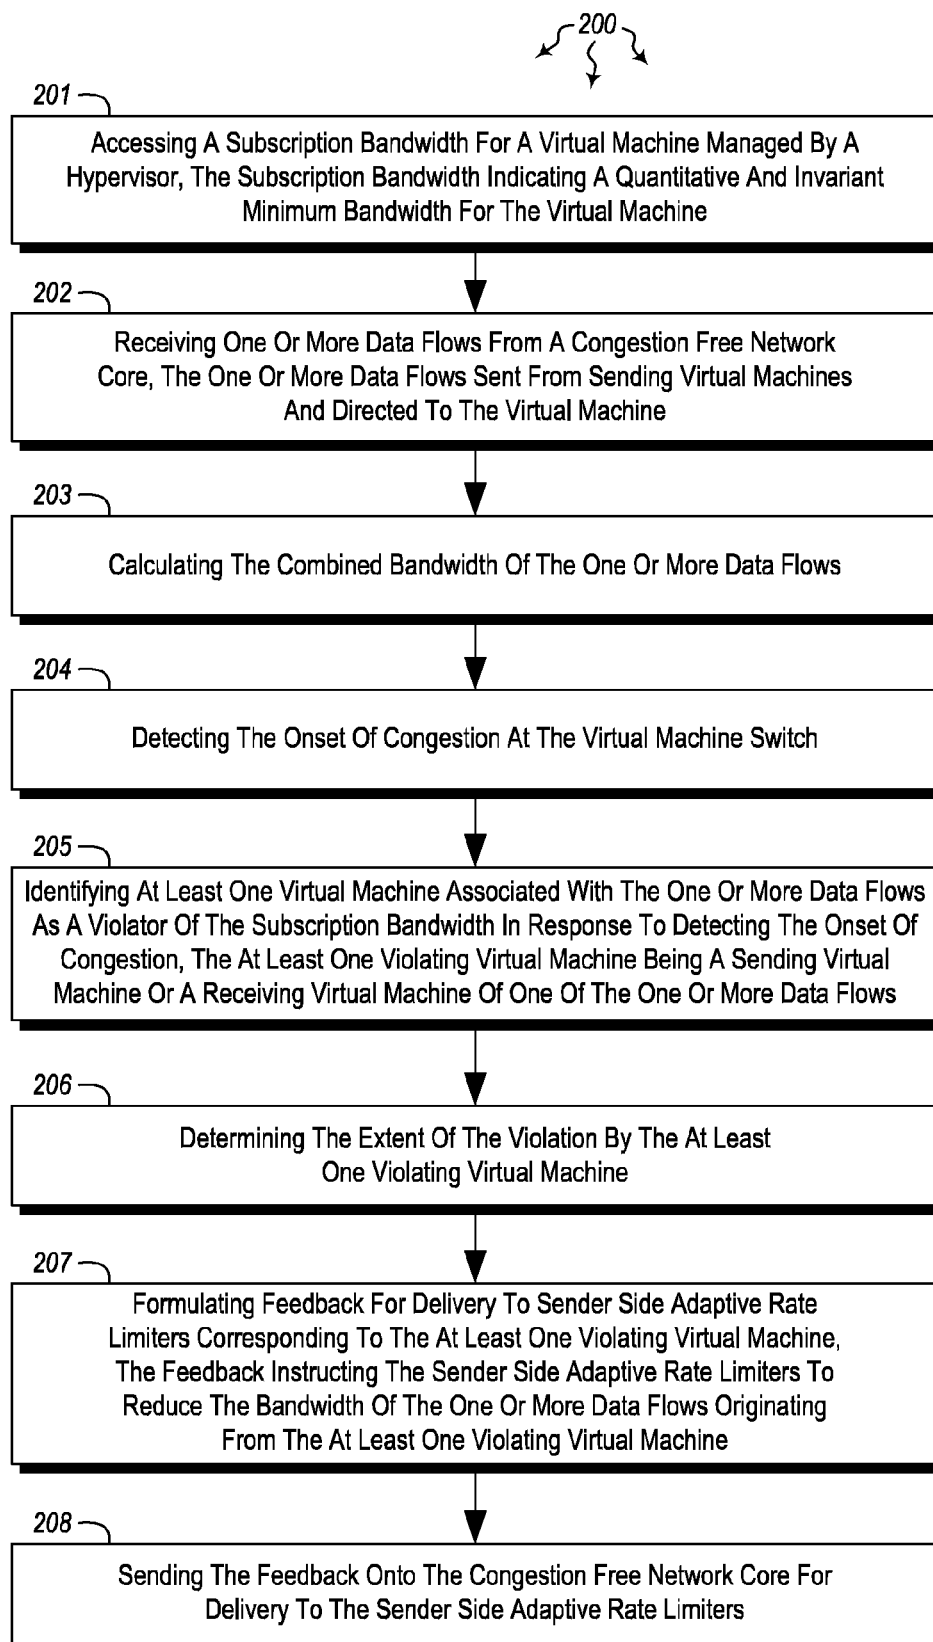 200
201
Accessing A Subscription Bandwidth For A Virtual Machine Managed By A
Hypervisor, The Subscription Bandwidth Indicating A Quantitative And Invariant
Minimum Bandwidth For The Virtual Machine
202
Receiving One Or More Data Flows From A Congestion Free Network
Core, The One Or More Data Flows Sent From Sending Virtual Machines
And Directed To The Virtual Machine
203
Calculating The Combined Bandwidth Of The One Or More Data Flows
204
Detecting The Onset Of Congestion At The Virtual Machine Switch
205
Identifying At Least One Virtual Machine Associated With The One Or More Data Flows
As A Violator Of The Subscription Bandwidth In Response To Detecting The Onset Of
Congestion, The At Least One Violating Virtual Machine Being A Sending Virtual
Machine Or A Receiving Virtual Machine Of One Of The One Or More Data Flows
206
Determining The Extent Of The Violation By The At Least
One Violating Virtual Machine
207
Formulating Feedback For Delivery To Sender Side Adaptive Rate
Limiters Corresponding To The At Least One Violating Virtual Machine,
The Feedback Instructing The Sender Side Adaptive Rate Limiters To
Reduce The Bandwidth Of The One Or More Data Flows Originating
From The At Least One Violating Virtual Machine
208
Sending The Feedback Onto The Congestion Free Network Core For
Delivery To The Sender Side Adaptive Rate Limiters